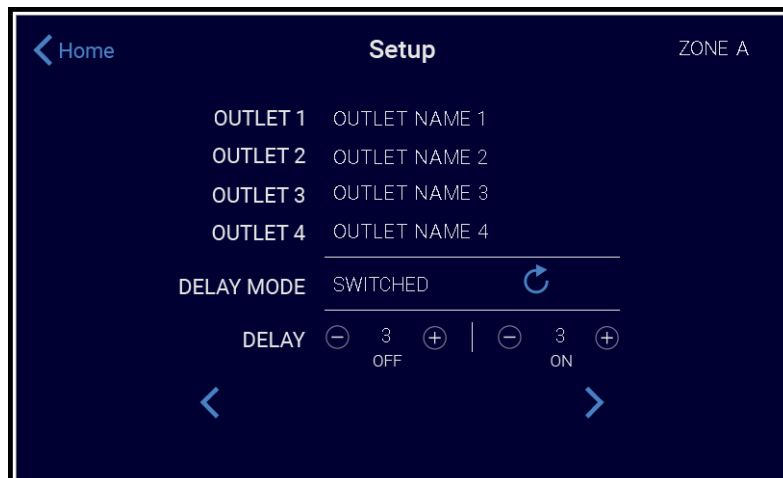 Home Setup ZONE A
OUTLET 1 OUTLET NAME 1
OUTLET 2 OUTLET NAME 2
OUTLET 3 OUTLET NAME 3
OUTLET 4 OUTLET NAME 4
DELAY MODE SWITCHED
DELAY 3 3
OFF ON